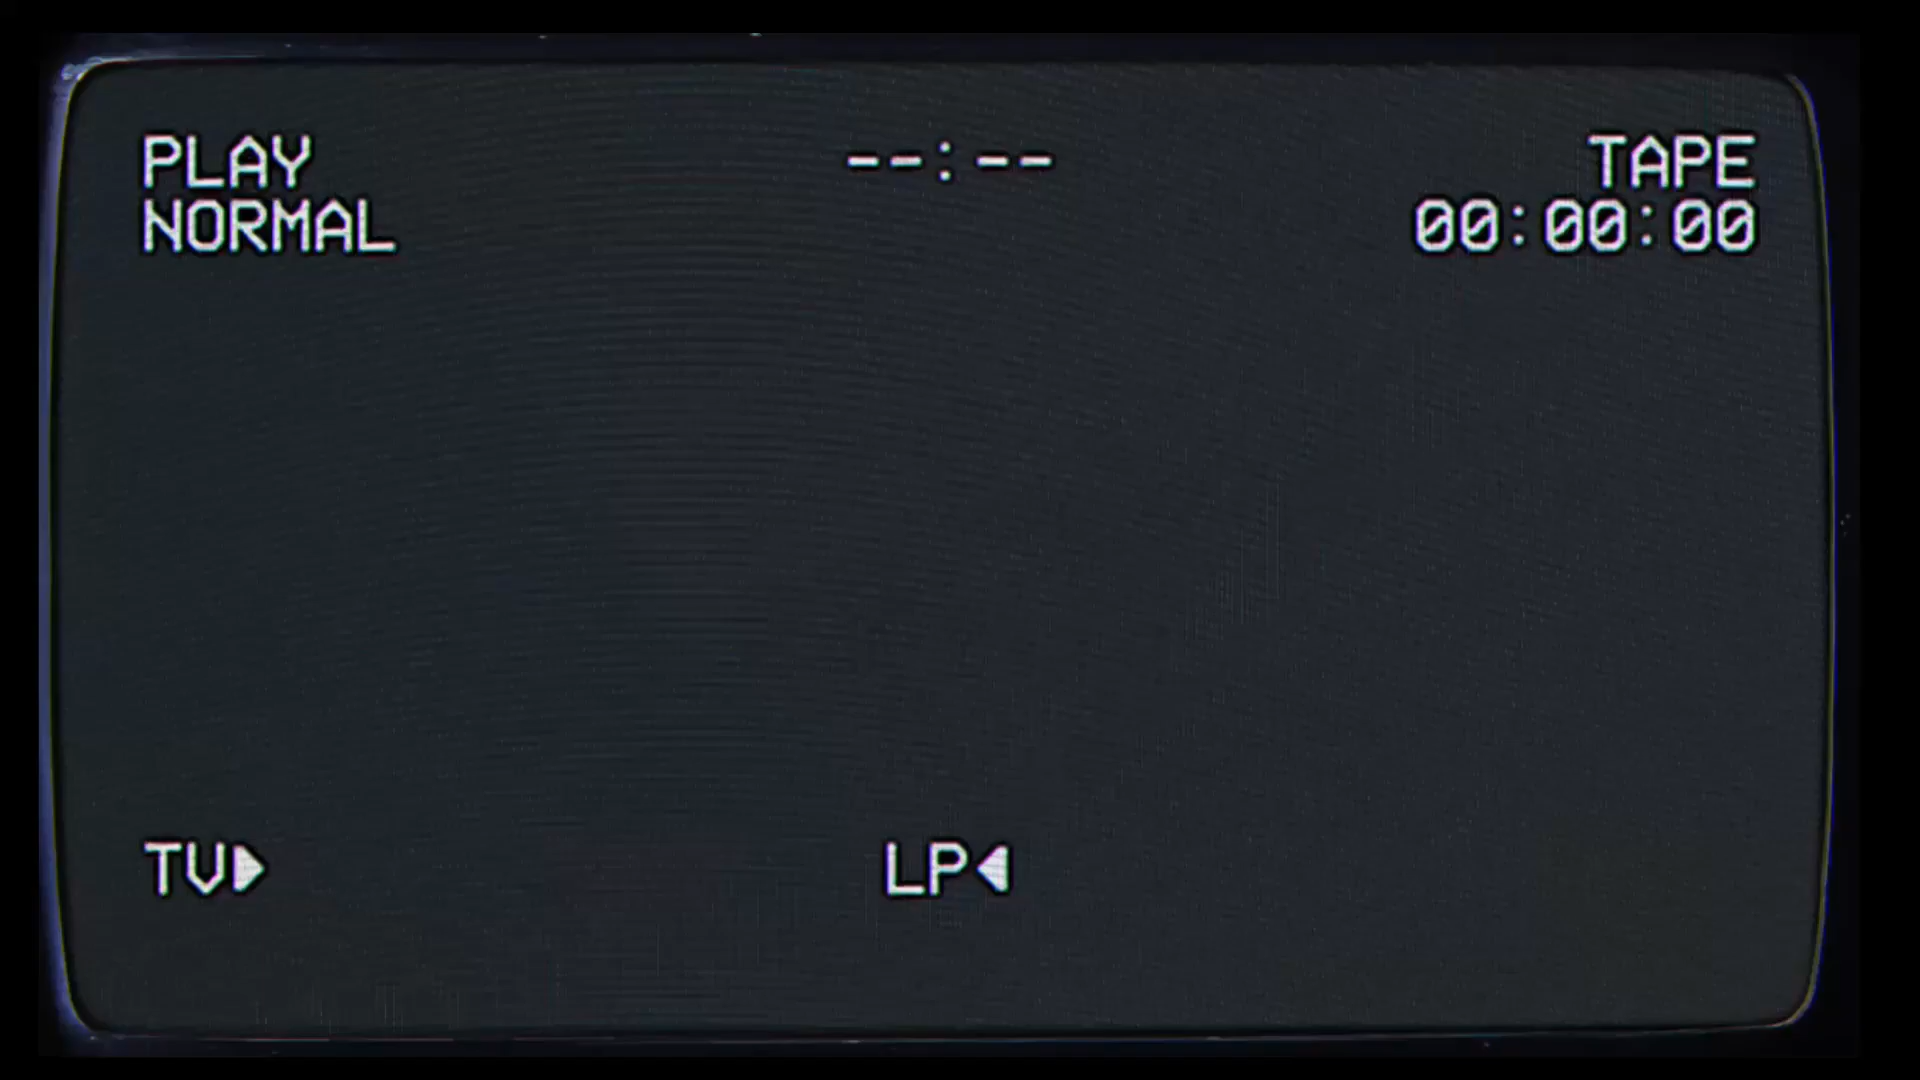 PLAY
--:--
TAPE
NORMAL
00:00:00
TV▶
LP◀